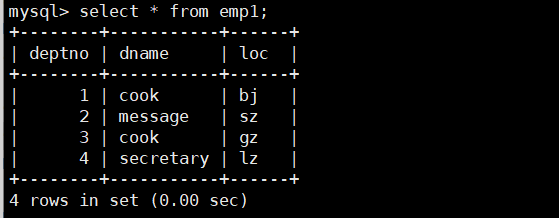 mysql> select * from emp1;
+--------+-----------+------+
| deptno | dname     | loc  |
+--------+-----------+------+
|      1 | cook      | bj   |
|      2 | message   | sz   |
|      3 | cook      | gz   |
|      4 | secretary | lz   |
+--------+-----------+------+
4 rows in set (0.00 sec)